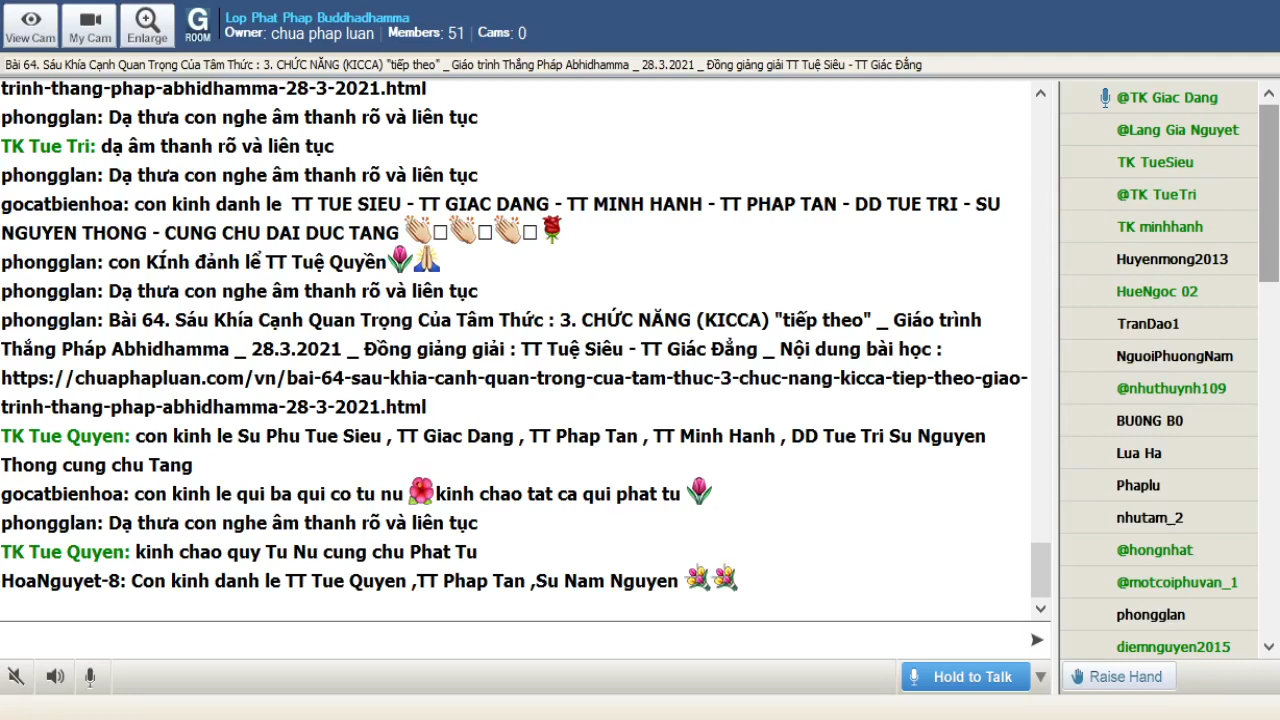 View Cam
My Cam
Enlarge
G
ROOM
Lop Phat Phap Buddhadhamma
Owner: chua phap luan | Members: 51 | Cams: 0
Bài 64. Sáu Khía Cạnh Quan Trọng Của Tâm Thức : 3. CHỨC NĂNG (KICCA) "tiếp theo" _ Giáo trình Thắng Pháp Abhidhamma _ 28.3.2021 _ Đồng giảng giải TT Tuệ Siêu - TT Giác Đẳng
trinh-thang-phap-abhidhamma-28-3-2021.html
phongglan: Dạ thưa con nghe âm thanh rõ và liên tục
TK Tue Tri: dạ âm thanh rõ và liên tục
phongglan: Dạ thưa con nghe âm thanh rõ và liên tục
gocatbienhoa: con kinh danh le TT TUE SIEU - TT GIAC DANG - TT MINH HANH - TT PHAP TAN - DD TUE TRI - SU
NGUYEN THONG - CUNG CHU DAI DUC TANG 👏□👏□👏□🌹
phongglan: con KÍnh đảnh lể TT Tuệ Quyền🌷🙏
phongglan: Dạ thưa con nghe âm thanh rõ và liên tục
phongglan: Bài 64. Sáu Khía Cạnh Quan Trọng Của Tâm Thức : 3. CHỨC NĂNG (KICCA) "tiếp theo" _ Giáo trình
Thắng Pháp Abhidhamma _ 28.3.2021 _ Đồng giảng giải : TT Tuệ Siêu - TT Giác Đẳng _ Nội dung bài học :
https://chuaphapluan.com/vn/bai-64-sau-khia-canh-quan-trong-cua-tam-thuc-3-chuc-nang-kicca-tiep-theo-giao-
trinh-thang-phap-abhidhamma-28-3-2021.html
TK Tue Quyen: con kinh le Su Phu Tue Sieu , TT Giac Dang , TT Phap Tan , TT Minh Hanh , DD Tue Tri Su Nguyen
Thong cung chu Tang
gocatbienhoa: con kinh le qui ba qui co tu nu 🌺kinh chao tat ca qui phat tu 🌷
phongglan: Dạ thưa con nghe âm thanh rõ và liên tục
TK Tue Quyen: kinh chao quy Tu Nu cung chu Phat Tu
HoaNguyet-8: Con kinh danh le TT Tue Quyen ,TT Phap Tan ,Su Nam Nguyen 💐💐
@TK Giac Dang
@Lang Gia Nguyet
TK TueSieu
@TK TueTri
TK minhhanh
Huyenmong2013
HueNgoc 02
TranDao1
NguoiPhuongNam
@nhuthuynh109
BU0NG B0
Lua Ha
Phaplu
nhutam_2
@hongnhat
@motcoiphuvan_1
phongglan
diemnguyen2015
Hold to Talk
Raise Hand